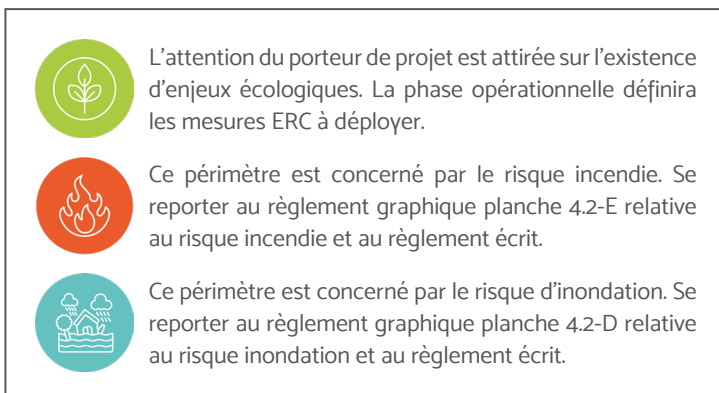 L'attention du porteur de projet est attirée sur l'existence
d'enjeux écologiques. La phase opérationnelle définira
les mesures ERC à déployer.
Ce périmètre est concerné par le risque incendie. Se
reporter au règlement graphique planche 4.2-E relative
au risque incendie et au règlement écrit.
Ce périmètre est concerné par le risque d'inondation. Se
reporter au règlement graphique planche 4.2-D relative
au risque inondation et au règlement écrit.